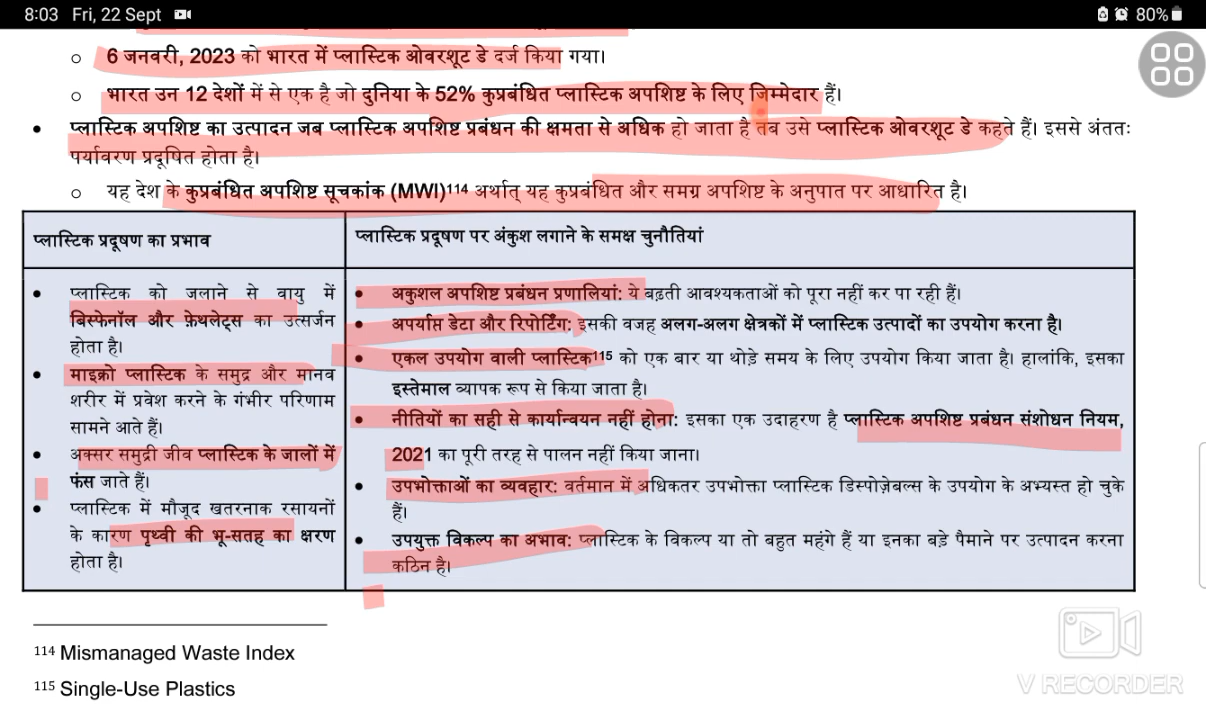 8:03 Fri, 22 Sept 80%
○ 6 जनवरी, 2023 को भारत में प्लास्टिक ओवरशूट डे दर्ज किया गया।
○ भारत उन 12 देशों में से एक है जो दुनिया के 52% कुप्रबंधित प्लास्टिक अपशिष्ट के लिए जिम्मेदार हैं।
• प्लास्टिक अपशिष्ट का उत्पादन जब प्लास्टिक अपशिष्ट प्रबंधन की क्षमता से अधिक हो जाता है तब उसे प्लास्टिक ओवरशूट डे कहते हैं। इससे अंततः
पर्यावरण प्रदूषित होता है।
○ यह देश के कुप्रबंधित अपशिष्ट सूचकांक (MWI)114 अर्थात् यह कुप्रबंधित और समग्र अपशिष्ट के अनुपात पर आधारित है।
प्लास्टिक प्रदूषण का प्रभाव
• प्लास्टिक को जलाने से वायु में
बिस्फेनॉल और फ़ेथलेट्स का उत्सर्जन
होता है।
• माइक्रो प्लास्टिक के समुद्र और मानव
शरीर में प्रवेश करने के गंभीर परिणाम
सामने आते हैं।
• अक्सर समुद्री जीव प्लास्टिक के जालों में
फंस जाते हैं।
• प्लास्टिक में मौजूद खतरनाक रसायनों
के कारण पृथ्वी की भू-सतह का क्षरण
होता है।
प्लास्टिक प्रदूषण पर अंकुश लगाने के समक्ष चुनौतियां
• अकुशल अपशिष्ट प्रबंधन प्रणालियां: ये बढ़ती आवश्यकताओं को पूरा नहीं कर पा रही हैं।
• अपर्याप्त डेटा और रिपोर्टिंग: इसकी वजह अलग-अलग क्षेत्रकों में प्लास्टिक उत्पादों का उपयोग करना है।
• एकल उपयोग वाली प्लास्टिक115 को एक बार या थोड़े समय के लिए उपयोग किया जाता है। हालांकि, इसका
इस्तेमाल व्यापक रूप से किया जाता है।
• नीतियों का सही से कार्यान्वयन नहीं होना: इसका एक उदाहरण है प्लास्टिक अपशिष्ट प्रबंधन संशोधन नियम,
2021 का पूरी तरह से पालन नहीं किया जाना।
• उपभोक्ताओं का व्यवहार: वर्तमान में अधिकतर उपभोक्ता प्लास्टिक डिस्पोज़ेबल्स के उपयोग के अभ्यस्त हो चुके
हैं।
• उपयुक्त विकल्प का अभाव: प्लास्टिक के विकल्प या तो बहुत महंगे हैं या इनका बड़े पैमाने पर उत्पादन करना
कठिन है।
114 Mismanaged Waste Index
115 Single-Use Plastics
V RECORDER